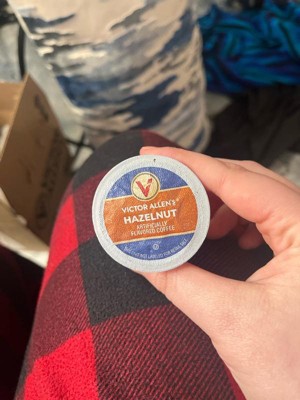 V
VICTOR ALLEN'S®
HAZELNUT
ARTIFICIALLY
FLAVORED COFFEE